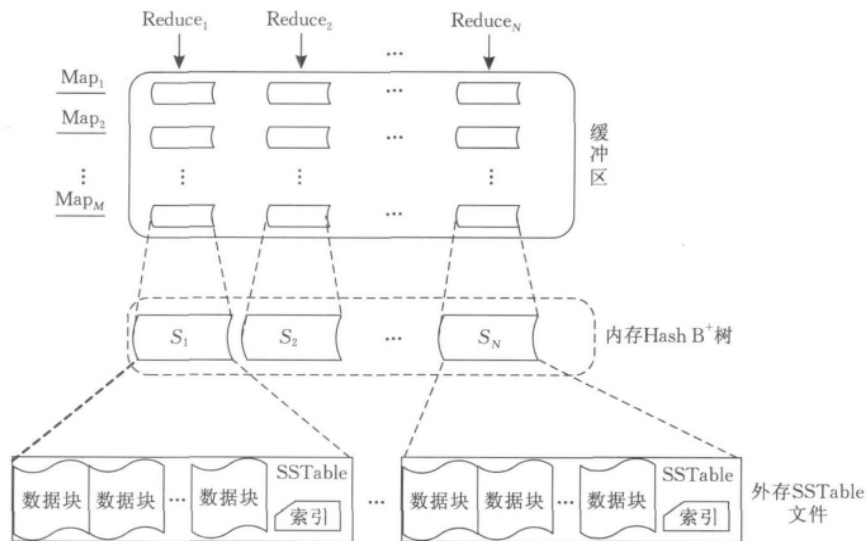 Reduce₁ Reduce₂ ... Reduce_N
Map₁ ...
Map₂ ...
⋮ ⋮ ⋮ ⋮
Map_M ...
缓冲区
S₁ S₂ ... S_N 内存Hash B⁺树
SSTable SSTable
数据块 数据块 ... 数据块 索引 ... 数据块 数据块 ... 数据块 索引
外存SSTable
文件